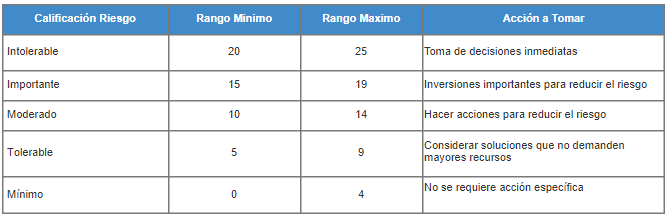 Calificación Riesgo Rango Minimo Rango Maximo Acción a Tomar
Intolerable 20 25 Toma de decisiones inmediatas
Importante 15 19 Inversiones importantes para reducir el riesgo
Moderado 10 14 Hacer acciones para reducir el riesgo
Tolerable 5 9 Considerar soluciones que no demanden
mayores recursos
Mínimo 0 4 No se requiere acción específica